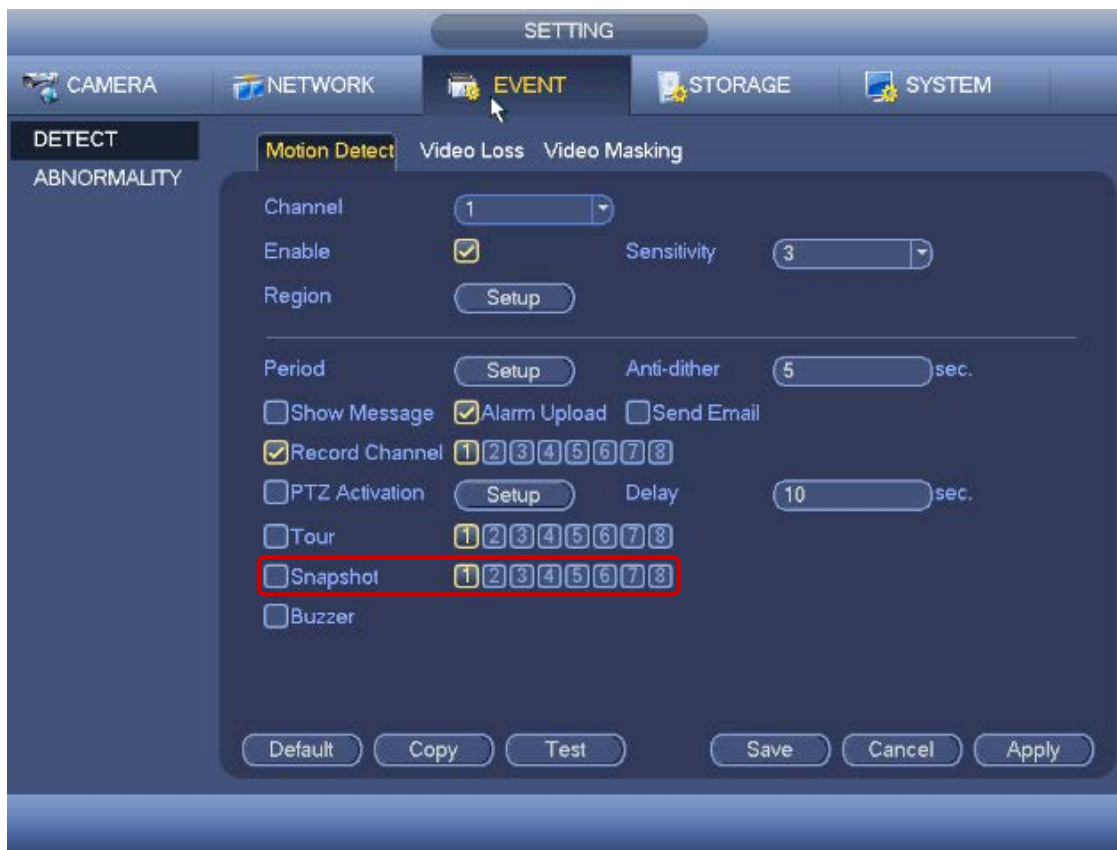 SETTING
CAMERA NETWORK EVENT STORAGE SYSTEM
DETECT
ABNORMALITY
Motion Detect Video Loss Video Masking
Channel 1
Enable Sensitivity 3
Region Setup
Period Setup Anti-dither 5 sec.
Show Message Alarm Upload Send Email
Record Channel 1 2 3 4 5 6 7 8
PTZ Activation Setup Delay 10 sec.
Tour 1 2 3 4 5 6 7 8
Snapshot 1 2 3 4 5 6 7 8
Buzzer
Default Copy Test Save Cancel Apply